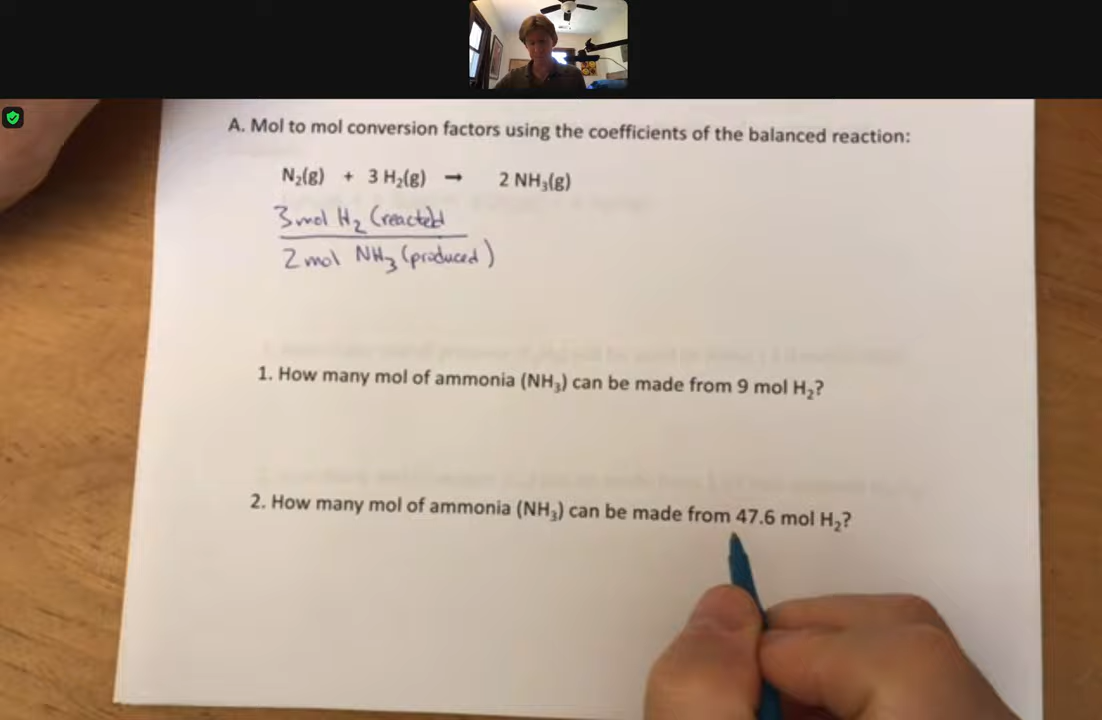 A. Mol to mol conversion factors using the coefficients of the balanced reaction:
N₂(g) + 3 H₂(g) → 2 NH₃(g)
3 mol H₂ (reacted)
2 mol NH₃ (produced)
1. How many mol of ammonia (NH₃) can be made from 9 mol H₂?
2. How many mol of ammonia (NH₃) can be made from 47.6 mol H₂?